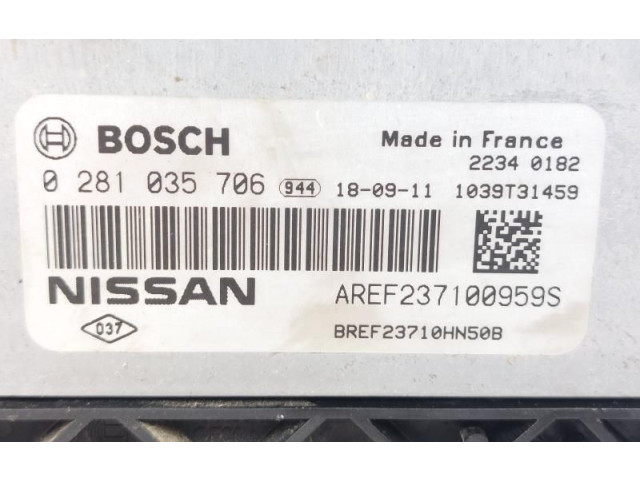 BOSCH
Made in France
2234 0182
0 281 035 706 944 18-09-11 1039T31459
NISSAN
AREF237100959S
037
BREF23710HN50B